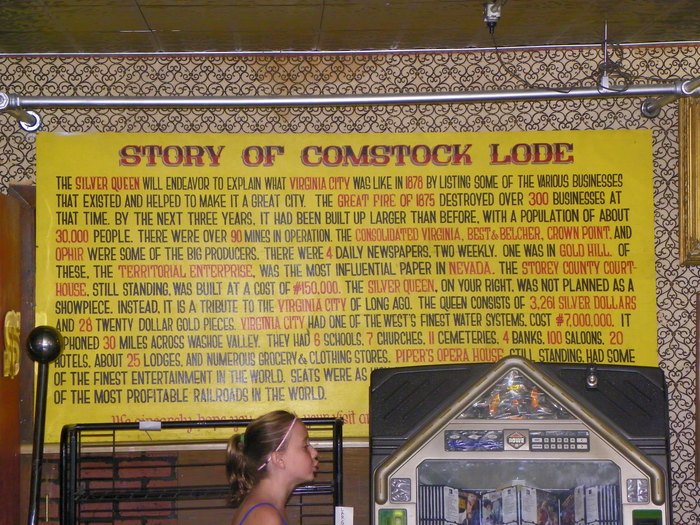 STORY OF COMSTOCK LODE
THE SILVER QUEEN WILL ENDEAVOR TO EXPLAIN WHAT VIRGINIA CITY WAS LIKE IN 1878 BY LISTING SOME OF THE VARIOUS BUSINESSES
THAT EXISTED AND HELPED TO MAKE IT A GREAT CITY. THE GREAT FIRE OF 1875 DESTROYED OVER 300 BUSINESSES AT
THAT TIME. BY THE NEXT THREE YEARS, IT HAD BEEN BUILT UP LARGER THAN BEFORE, WITH A POPULATION OF ABOUT
30,000 PEOPLE. THERE WERE OVER 90 MINES IN OPERATION. THE CONSOLIDATED VIRGINIA, BEST & BELCHER, CROWN POINT, AND
OPHIR WERE SOME OF THE BIG PRODUCERS. THERE WERE 4 DAILY NEWSPAPERS, TWO WEEKLY. ONE WAS IN GOLD HILL. OF
THESE, THE TERRITORIAL ENTERPRISE, WAS THE MOST INFLUENTIAL PAPER IN NEVADA. THE STOREY COUNTY COURT-
HOUSE, STILL STANDING, WAS BUILT AT A COST OF $150,000. THE SILVER QUEEN, ON YOUR RIGHT, WAS NOT PLANNED AS A
SHOWPIECE. INSTEAD, IT IS A TRIBUTE TO THE VIRGINIA CITY OF LONG AGO. THE QUEEN CONSISTS OF 3,261 SILVER DOLLARS
AND 28 TWENTY DOLLAR GOLD PIECES. VIRGINIA CITY HAD ONE OF THE WEST'S FINEST WATER SYSTEMS, COST $7,000,000. IT
PHONED 30 MILES ACROSS WASHOE VALLEY. THEY HAD 6 SCHOOLS, 7 CHURCHES, 11 CEMETERIES, 4 BANKS, 100 SALOONS, 20
HOTELS, ABOUT 25 LODGES, AND NUMEROUS GROCERY & CLOTHING STORES. PIPER'S OPERA HOUSE, STILL STANDING, HAD SOME
OF THE FINEST ENTERTAINMENT IN THE WORLD. SEATS WERE AS
OF THE MOST PROFITABLE RAILROADS IN THE WORLD.
We sincerely hope you your visit